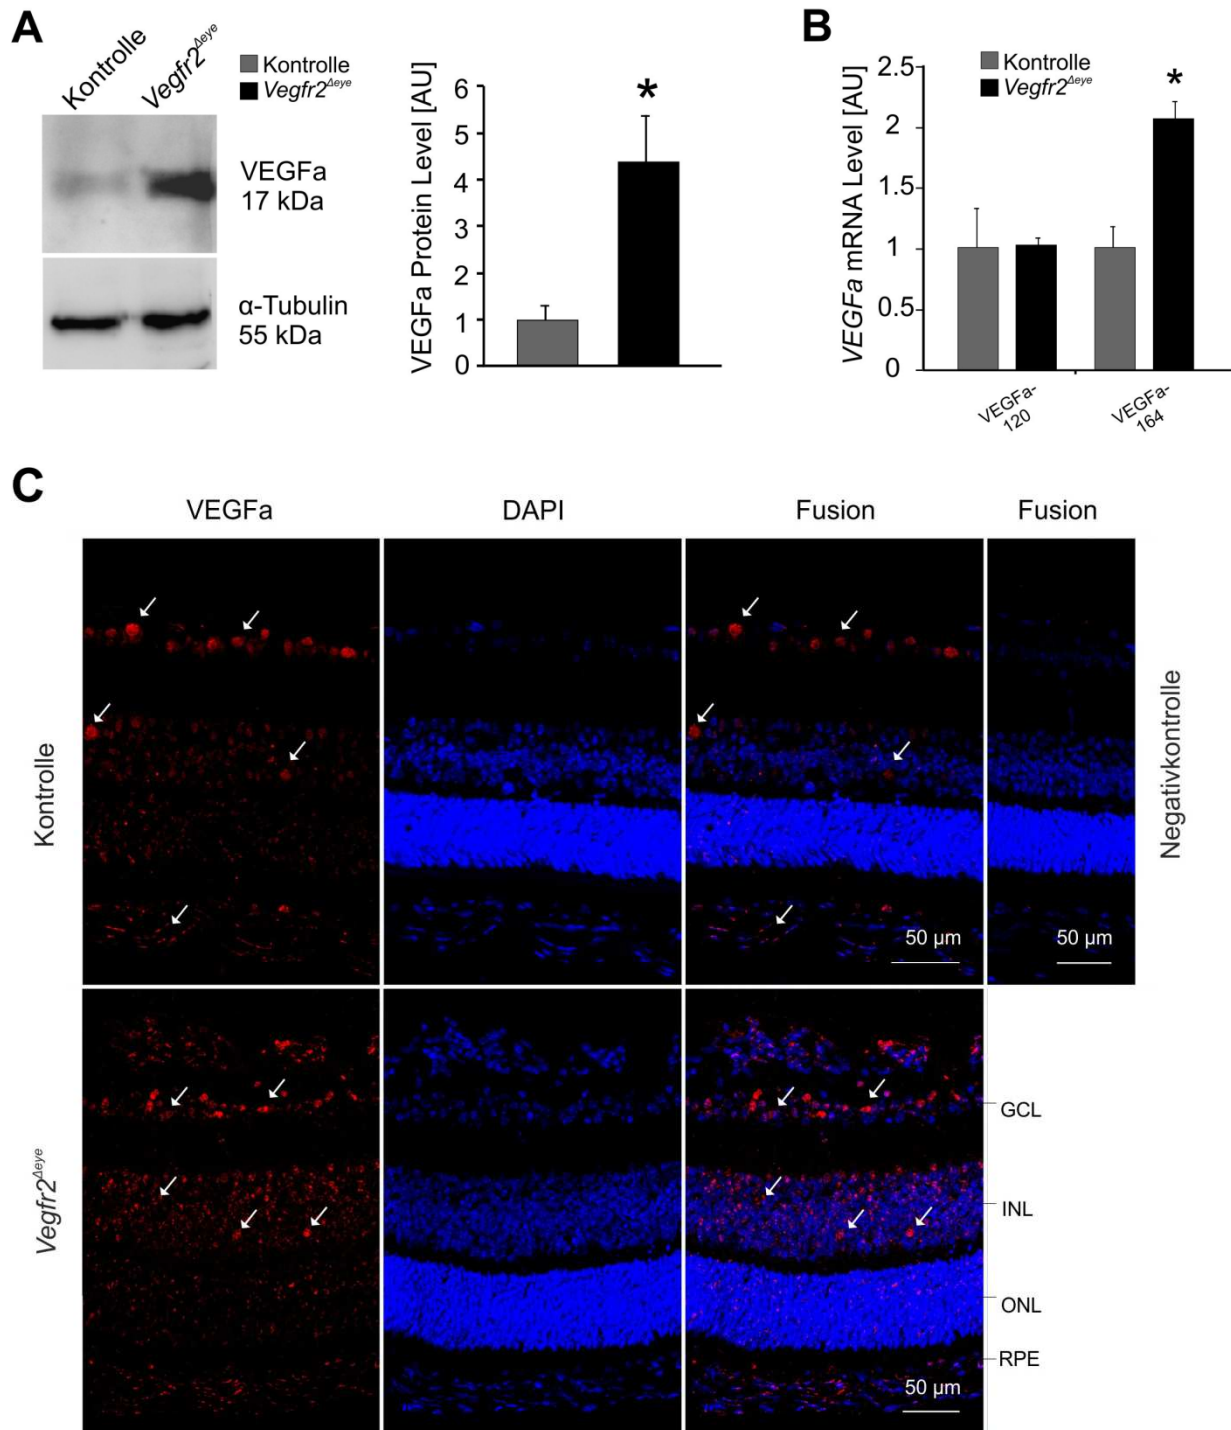 A
Kontrolle
Vegfr2Δeye
Kontrolle
Vegfr2Δeye
VEGFa
17 kDa
α-Tubulin
55 kDa
VEGFa Protein Level [AU]
6
5
4
3
2
1
0
*
B
Kontrolle
Vegfr2Δeye
VEGFa mRNA Level [AU]
2.5
2
1.5
1
0.5
0
*
VEGFa-
120
VEGFa-
164
C
VEGFa
DAPI
Fusion
Fusion
Kontrolle
Negativkontrolle
50 µm
50 µm
Vegfr2Δeye
GCL
INL
ONL
RPE
50 µm